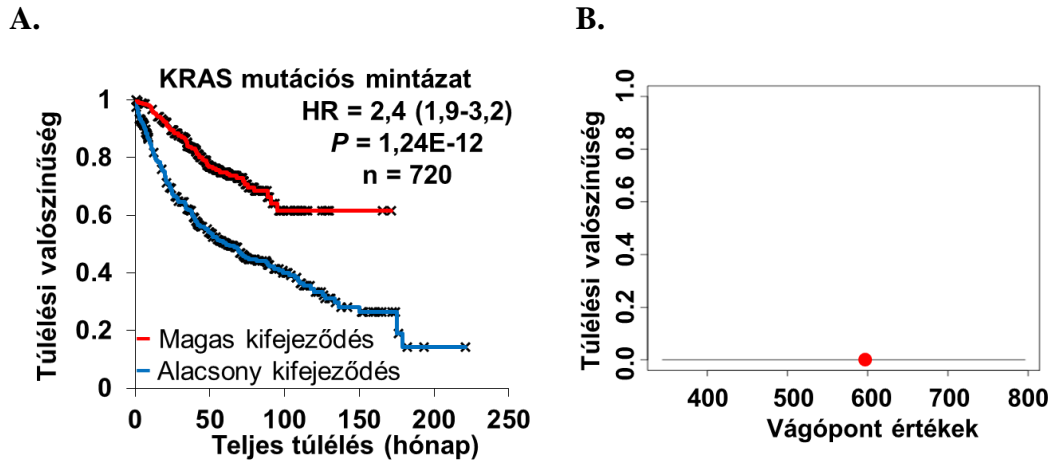 A.
KRAS mutációs mintázat
HR = 2,4 (1,9-3,2)
P = 1,24E-12
n = 720
Túlélési valószínűség
1
0.8
0.6
0.4
0.2
0
Magas kifejeződés
Alacsony kifejeződés
0 50 100 150 200 250
Teljes túlélés (hónap)
B.
Túlélési valószínűség
1.0
0.8
0.6
0.4
0.2
0.0
400 500 600 700 800
Vágópont értékek